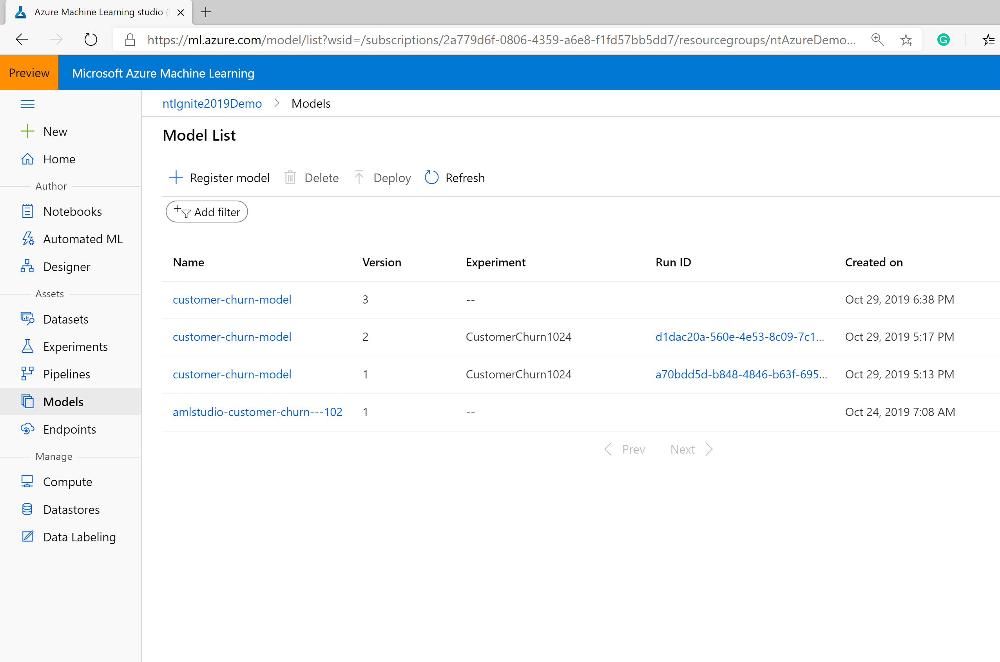 Azure Machine Learning studio (
https://ml.azure.com/model/list?wsid=/subscriptions/2a779d6f-0806-4359-a6e8-f1fd57bb5dd7/resourcegroups/ntAzureDemo...
Preview
Microsoft Azure Machine Learning
ntIgnite2019Demo > Models
New
Home
Author
Notebooks
Automated ML
Designer
Assets
Datasets
Experiments
Pipelines
Models
Endpoints
Manage
Compute
Datastores
Data Labeling
Model List
Register model Delete Deploy Refresh
Add filter
Name Version Experiment Run ID Created on
customer-churn-model 3 -- Oct 29, 2019 6:38 PM
customer-churn-model 2 CustomerChurn1024 d1dac20a-560e-4e53-8c09-7c1... Oct 29, 2019 5:17 PM
customer-churn-model 1 CustomerChurn1024 a70bdd5d-b848-4846-b63f-695... Oct 29, 2019 5:13 PM
amlstudio-customer-churn---102 1 -- Oct 24, 2019 7:08 AM
Prev Next